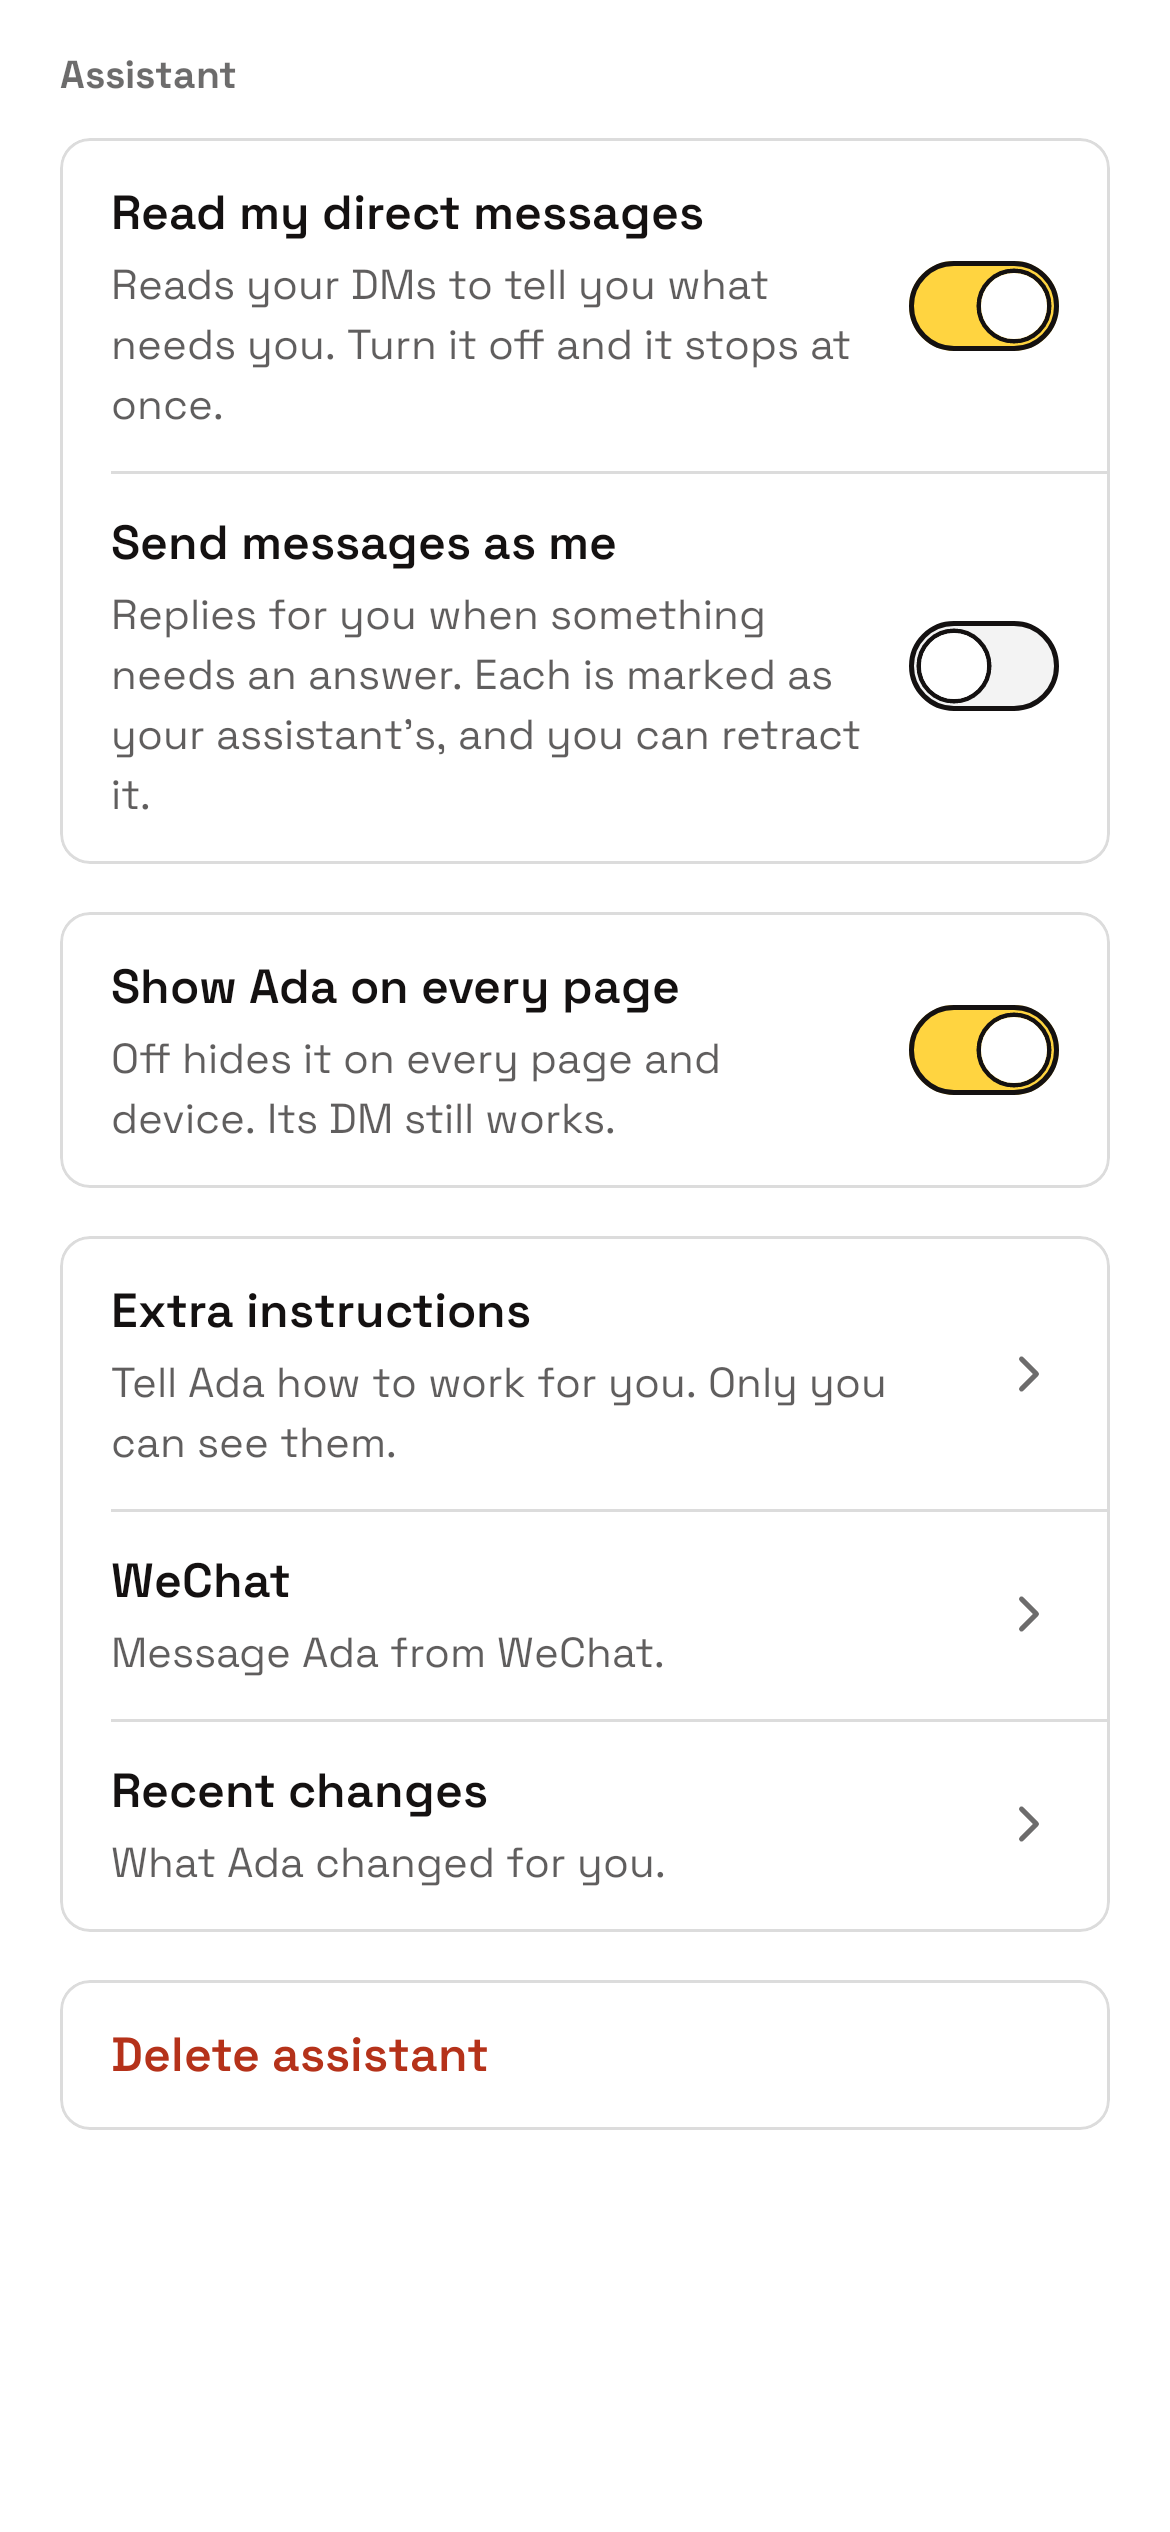 Assistant
Read my direct messages
Reads your DMs to tell you what
needs you. Turn it off and it stops at
once.
Send messages as me
Replies for you when something
needs an answer. Each is marked as
your assistant’s, and you can retract
it.
Show Ada on every page
Off hides it on every page and
device. Its DM still works.
Extra instructions
Tell Ada how to work for you. Only you
can see them.
WeChat
Message Ada from WeChat.
Recent changes
What Ada changed for you.
Delete assistant